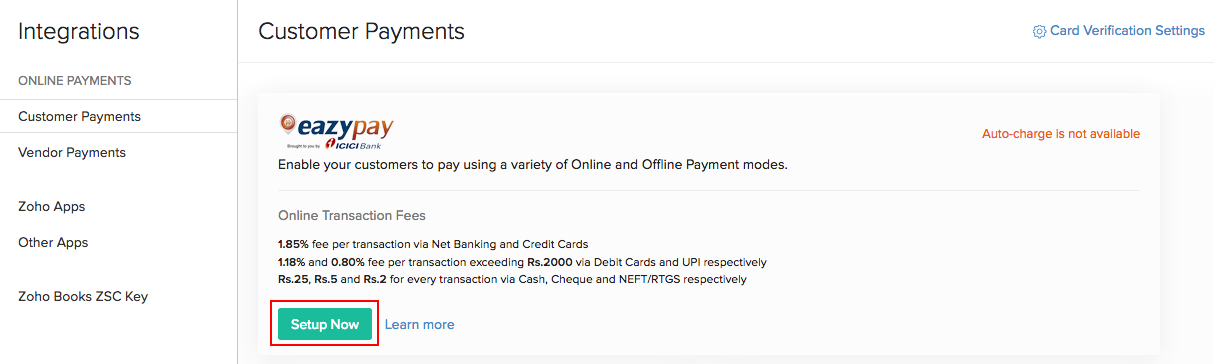 Integrations
ONLINE PAYMENTS
Customer Payments
Vendor Payments
Zoho Apps
Other Apps
Zoho Books ZSC Key
Customer Payments
Card Verification Settings
eazypay
Brought to you by ICICI Bank
Auto-charge is not available
Enable your customers to pay using a variety of Online and Offline Payment modes.
Online Transaction Fees
1.85% fee per transaction via Net Banking and Credit Cards
1.18% and 0.80% fee per transaction exceeding Rs.2000 via Debit Cards and UPI respectively
Rs.25, Rs.5 and Rs.2 for every transaction via Cash, Cheque and NEFT/RTGS respectively
Setup Now
Learn more